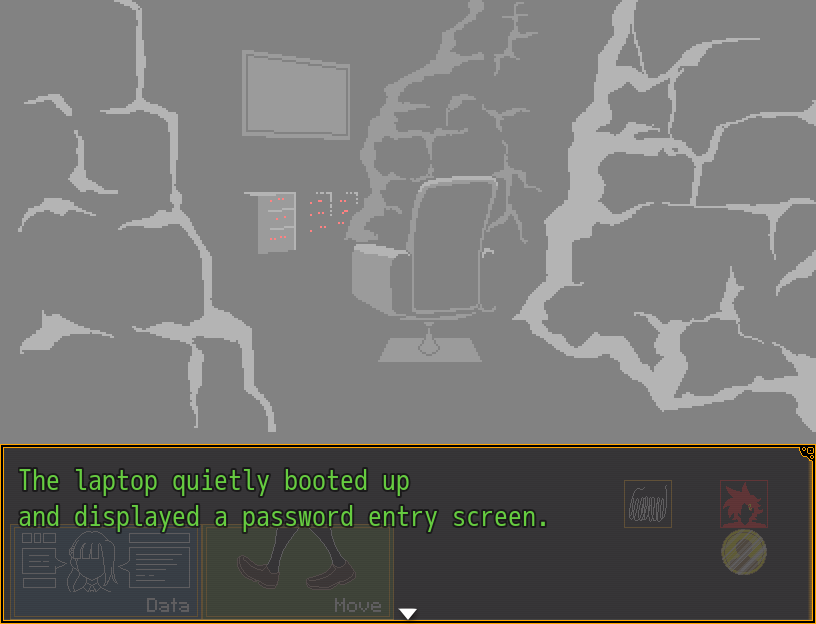 The laptop quietly booted up
and displayed a password entry screen.
Data
Move